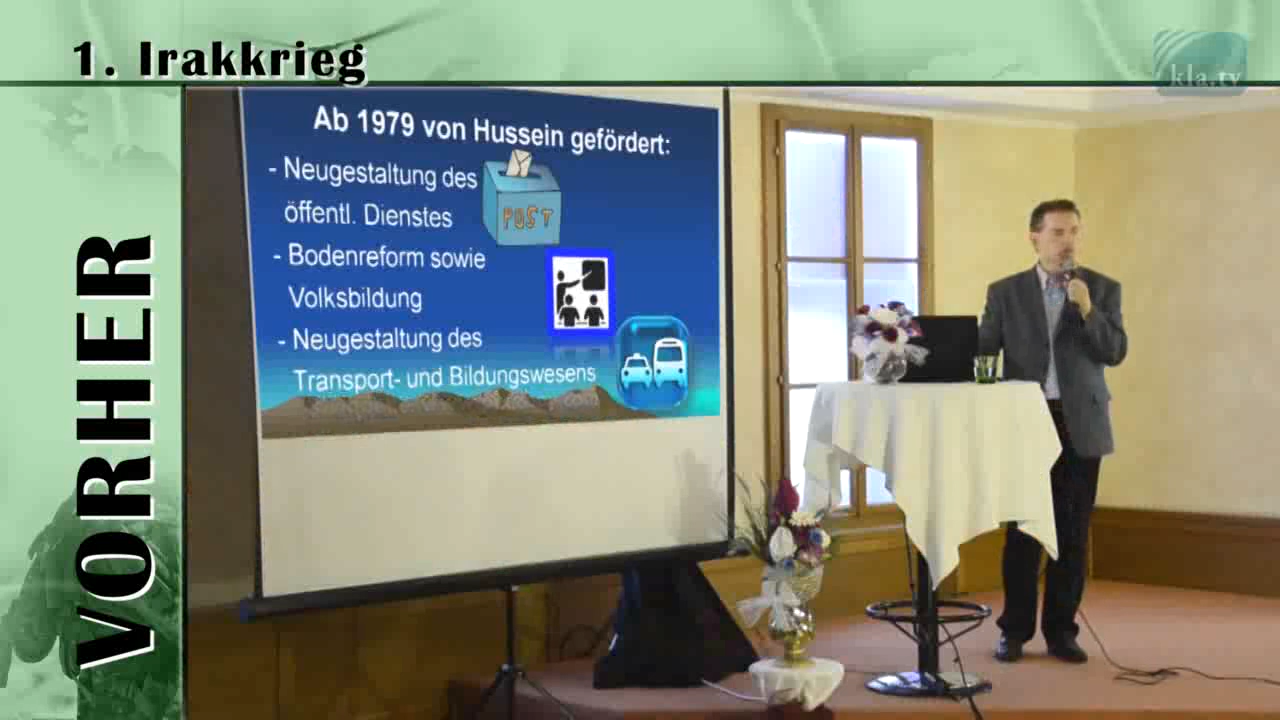 1. Irakkrieg
kla.tv
VORHER
Ab 1979 von Hussein gefördert:
- Neugestaltung des
öffentl. Dienstes
POST
- Bodenreform sowie
Volksbildung
- Neugestaltung des
Transport- und Bildungswesens